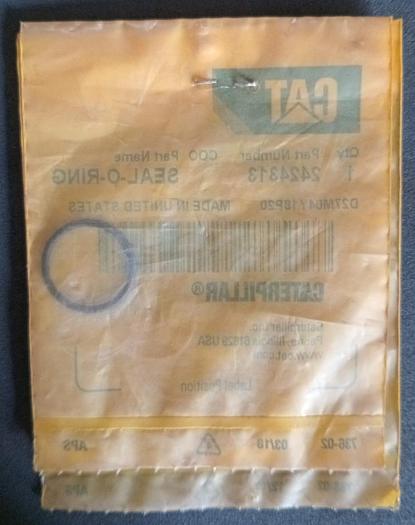 CAT
Qty Part Number COO Part Name
1 2424313 SEAL-O-RING
MADE IN UNITED STATES
CATERPILLAR®
Caterpillar Inc.
Peoria, Illinois 61629 USA
www.cat.com
Label Position
736-02 03/18 APS
APS